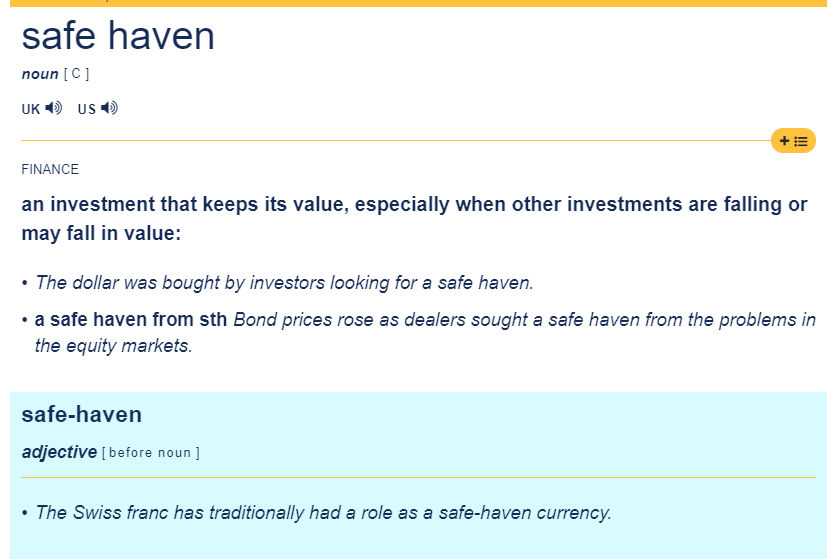 safe haven
noun [ C ]
UK US
FINANCE
an investment that keeps its value, especially when other investments are falling or
may fall in value:
• The dollar was bought by investors looking for a safe haven.
• a safe haven from sth Bond prices rose as dealers sought a safe haven from the problems in
the equity markets.
safe-haven
adjective [ before noun ]
• The Swiss franc has traditionally had a role as a safe-haven currency.